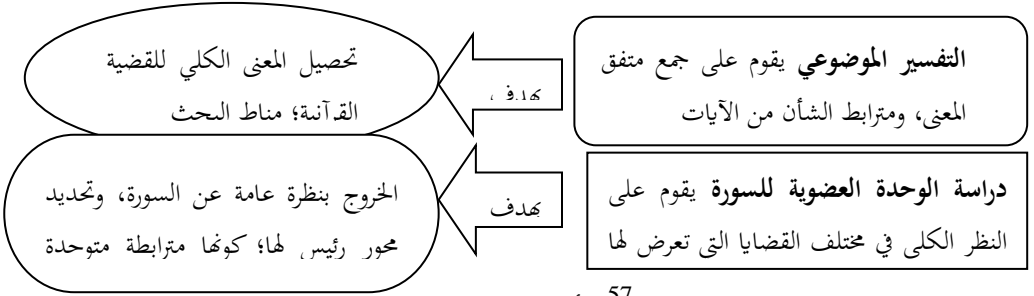 التفسير الموضوعي يقوم على جمع متفق
المعنى، ومترابط الشأن من الآيات
بهدف
تحصيل المعنى الكلي للقضية
القرآنية؛ مناط البحث
دراسة الوحدة العضوية للسورة يقوم على
النظر الكلي في مختلف القضايا التي تعرض لها
بهدف
الخروج بنظرة عامة عن السورة، وتحديد
محور رئيس لها؛ كونها مترابطة متوحدة
57